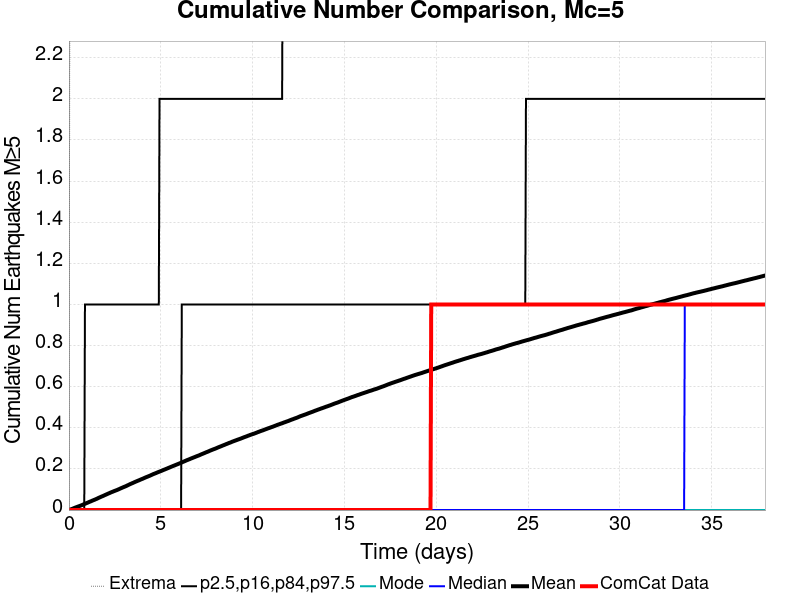 Cumulative Number Comparison, Mc=5
Cumulative Num Earthquakes M≥5
2.2
2
1.8
1.6
1.4
1.2
1
0.8
0.6
0.4
0.2
0
0 5 10 15 20 25 30 35
Time (days)
Extrema p2.5,p16,p84,p97.5 Mode Median Mean ComCat Data